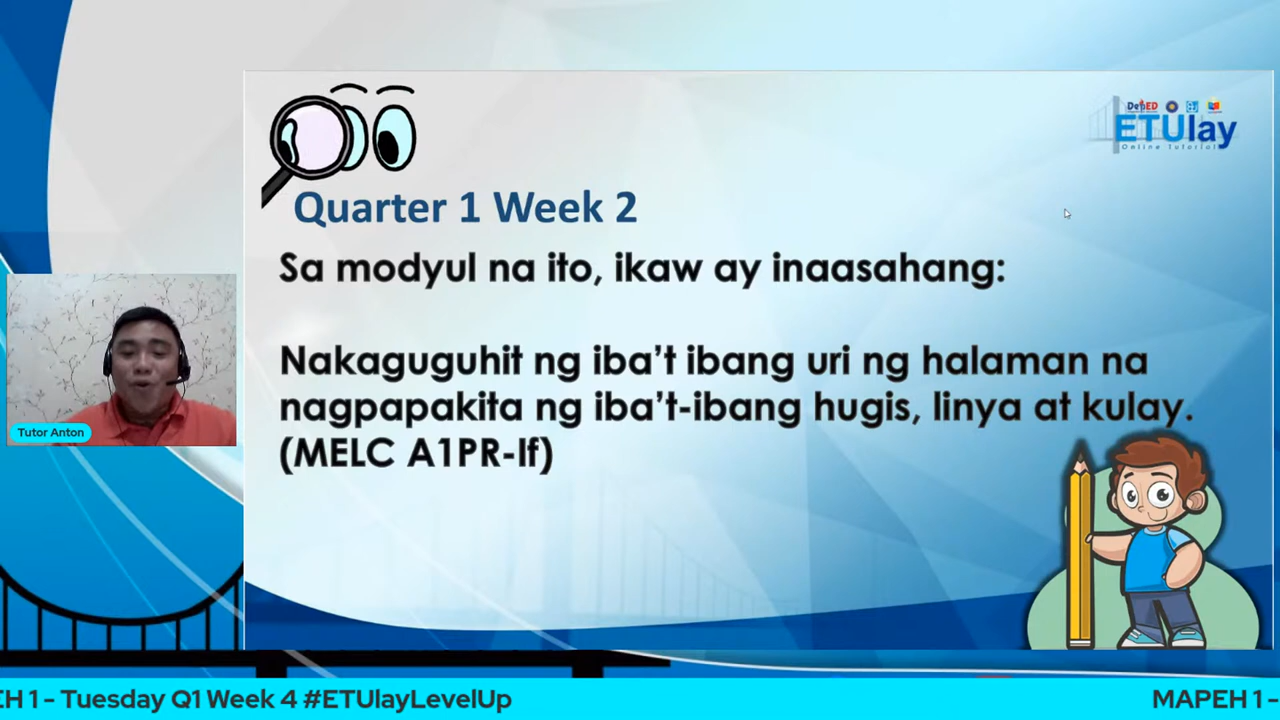 DepED
ETUlay
Online Tutorial
Quarter 1 Week 2
Sa modyul na ito, ikaw ay inaasahang:
Nakaguguhit ng iba't ibang uri ng halaman na
nagpapakita ng iba't-ibang hugis, linya at kulay.
(MELC A1PR-If)
Tutor Anton
EH 1 - Tuesday Q1 Week 4 #ETUlayLevelUp
MAPEH 1 -